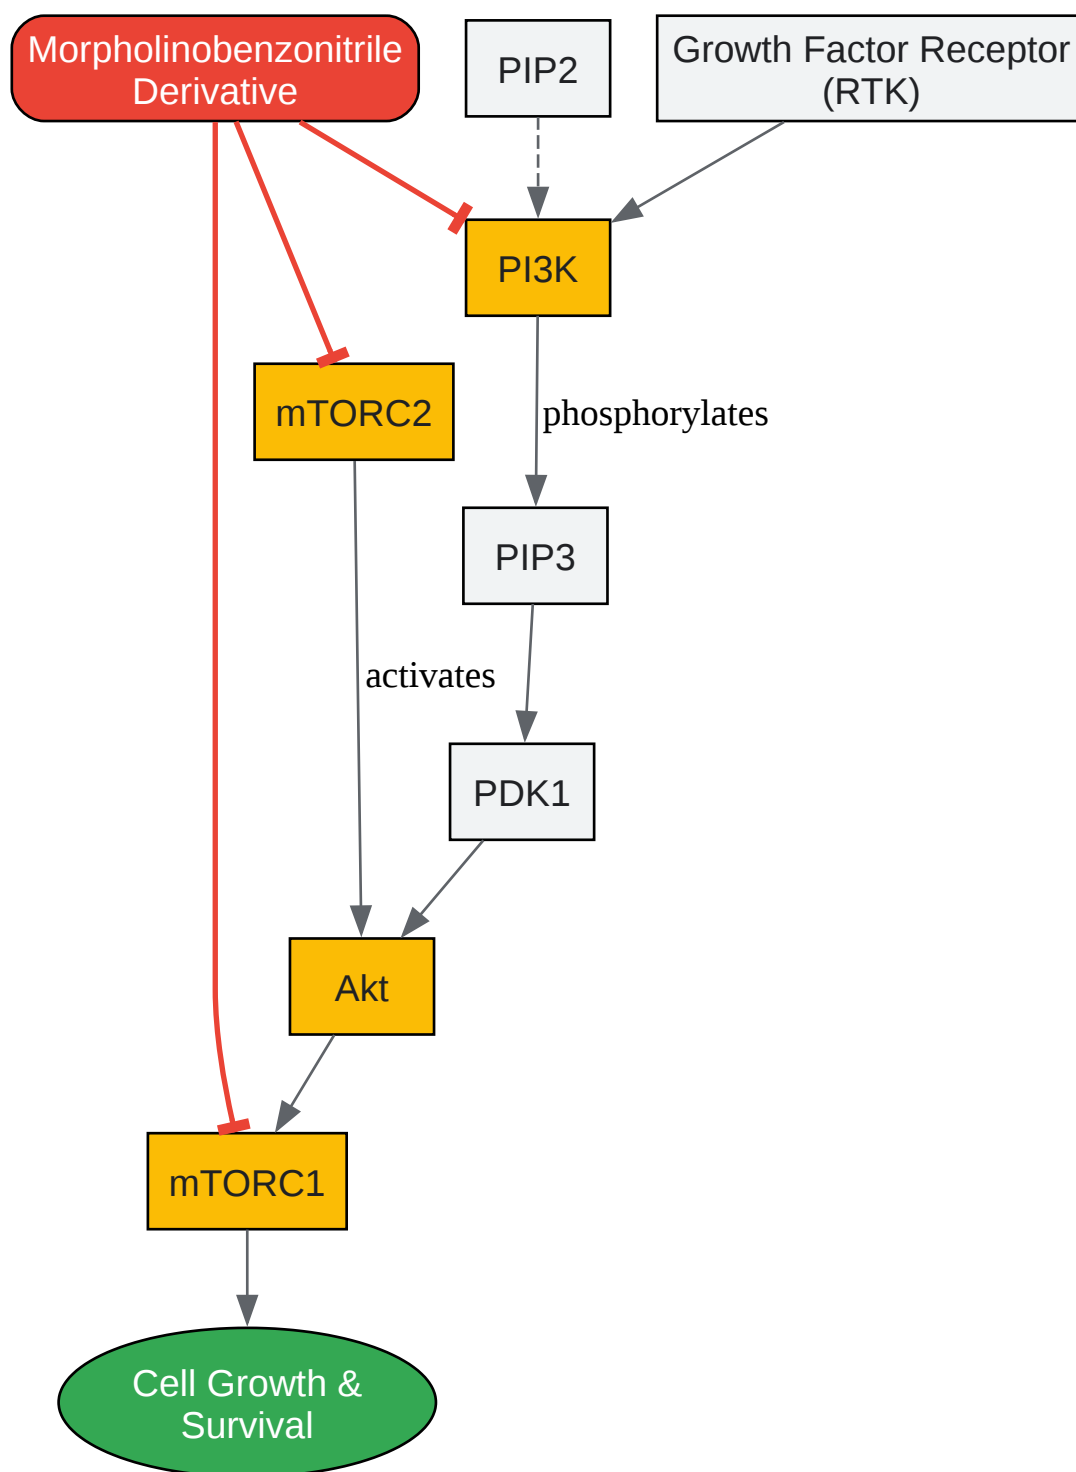 Morpholinobenzonitrile
Derivative
PIP2
Growth Factor Receptor
(RTK)
PI3K
mTORC2
phosphorylates
PIP3
activates
PDK1
Akt
mTORC1
Cell Growth &
Survival